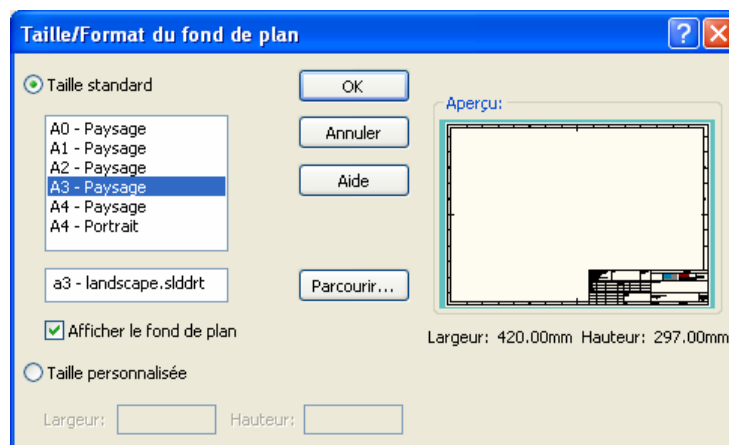 Taille/Format du fond de plan
Taille standard
A0 - Paysage
A1 - Paysage
A2 - Paysage
A3 - Paysage
A4 - Paysage
A4 - Portrait
a3 - landscape.slddrt
Afficher le fond de plan
Taille personnalisée
Largeur:
Hauteur:
OK
Annuler
Aide
Parcourir...
Aperçu:
Largeur: 420.00mm Hauteur: 297.00mm